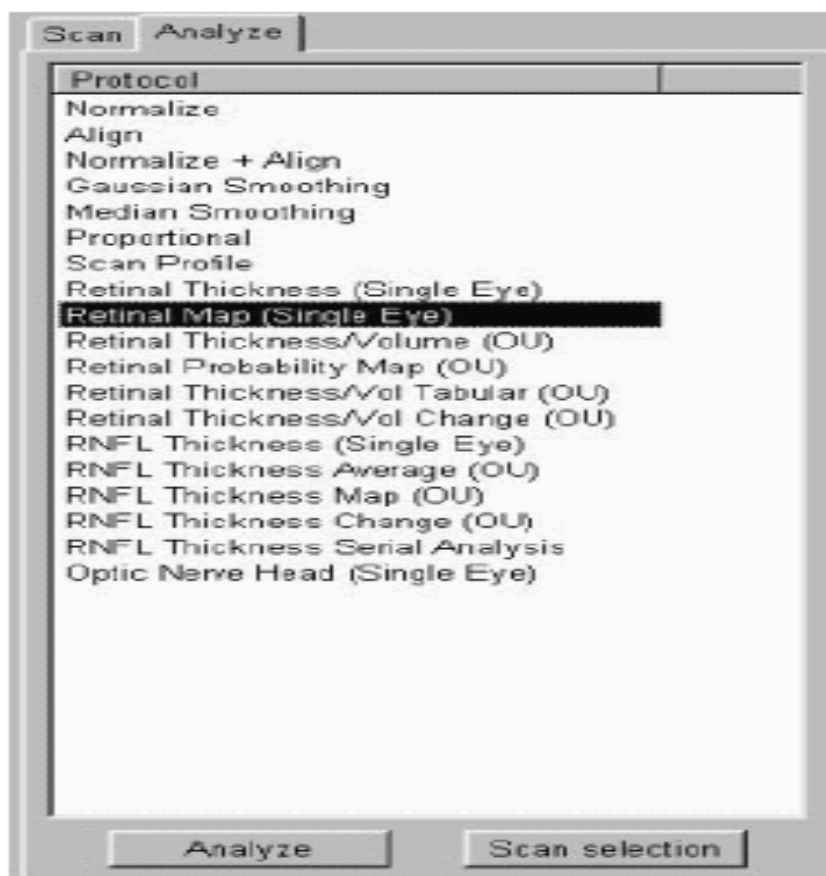 Scan Analyze
Protocol
Normalize
Align
Normalize + Align
Gaussian Smoothing
Median Smoothing
Proportional
Scan Profile
Retinal Thickness (Single Eye)
Retinal Map (Single Eye)
Retinal Thickness/Volume (OU)
Retinal Probability Map (OU)
Retinal Thickness/Vol Tabular (OU)
Retinal Thickness/Vol Change (OU)
RNFL Thickness (Single Eye)
RNFL Thickness Average (OU)
RNFL Thickness Map (OU)
RNFL Thickness Change (OU)
RNFL Thickness Serial Analysis
Optic Nerve Head (Single Eye)
Analyze Scan selection